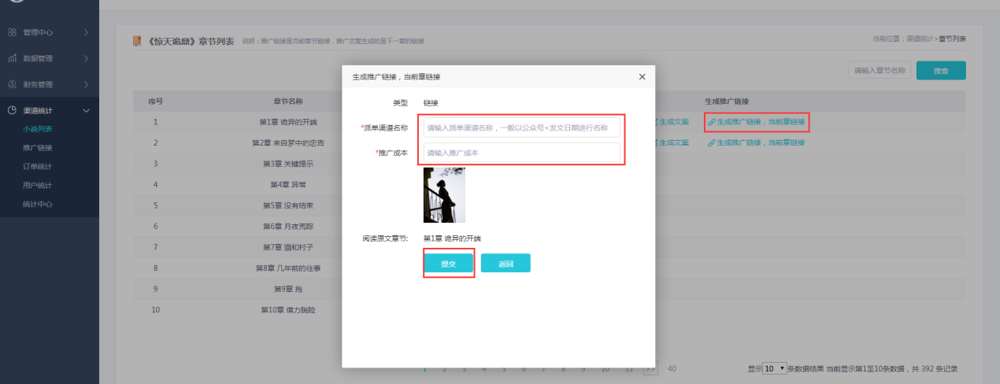 管理中心
数据管理
财务管理
渠道统计
小说列表
推广链接
订单统计
用户统计
统计中心
《惊天诡鼎》章节列表 说明：推广链接是当前章节链接，推广文案生成的是下一章的链接
当前位置：渠道统计>章节列表
请输入章节名称 搜索
序号 章节名称 生成推广链接
1 第1章 诡异的开端 生成文案 生成推广链接，当前章链接
2 第2章 来自梦中的忠告 生成文案 生成推广链接，当前章链接
3 第3章 关键提示
4 第4章 异常
5 第5章 没有结束
6 第6章 月夜荒踪
7 第7章 猫和村子
8 第8章 几年前的往事
9 第9章 拖
10 第10章 借力脱险
生成推广链接，当前章链接 ×
类型 链接
*派单渠道名称 请输入派单渠道名称，一般以公众号+发文日期进行名称
*推广成本 请输入推广成本
阅读原文章节: 第1章 诡异的开端
提交 返回
1 2 3 4 5 6 7 8 9 10 11 >> 40
显示 10 条数据结果 当前显示第1至10条数据，共 392 条记录